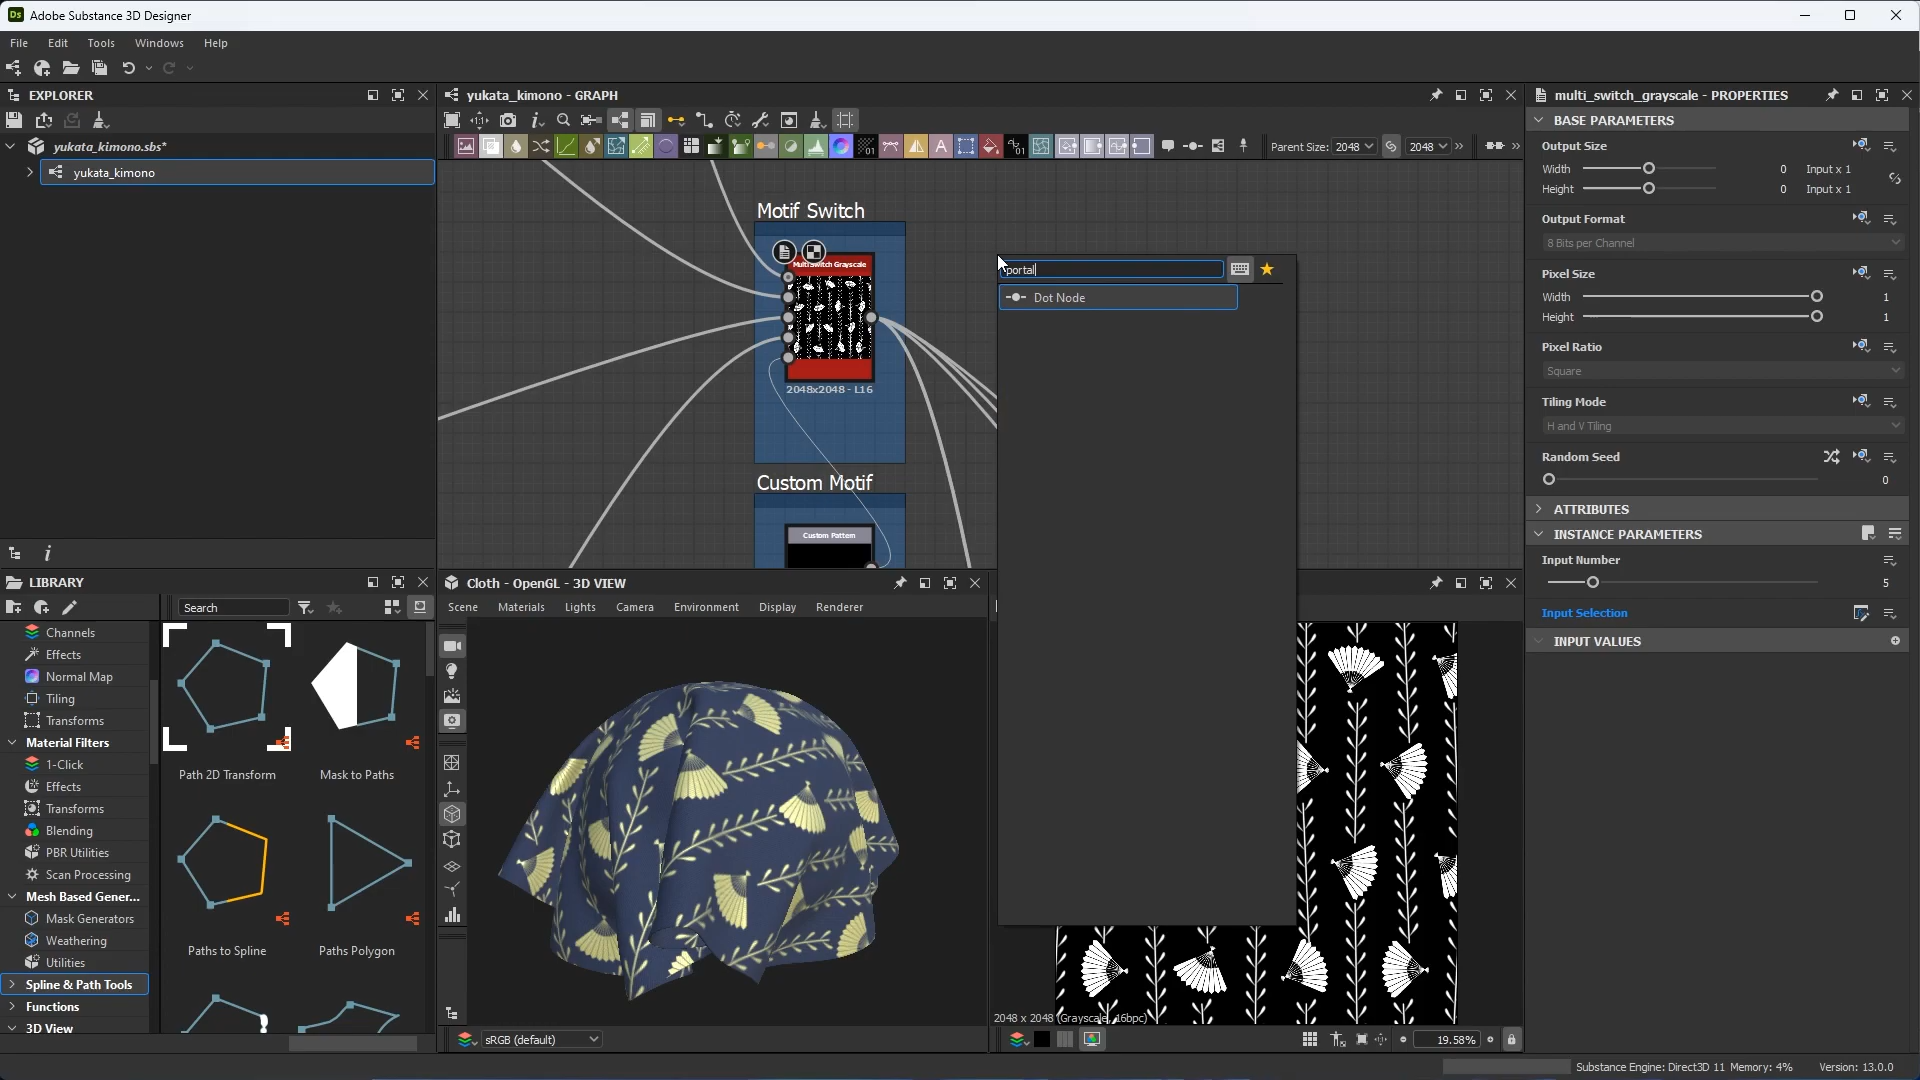 Adobe Substance 3D Designer
File Edit Tools Windows Help
EXPLORER
yukata_kimono.sbs*
yukata_kimono
yukata_kimono - GRAPH
Parent Size: 2048 2048
Motif Switch
MultiSwitch Grayscale
2048x2048 - L16
Custom Motif
Custom Pattern
portal
Dot Node
multi_switch_grayscale - PROPERTIES
BASE PARAMETERS
Output Size
Width 0 Input x 1
Height 0 Input x 1
Output Format
8 Bits per Channel
Pixel Size
Width 1
Height 1
Pixel Ratio
Square
Tiling Mode
H and V Tiling
Random Seed
0
ATTRIBUTES
INSTANCE PARAMETERS
Input Number
5
Input Selection
INPUT VALUES
LIBRARY
Search
Channels
Effects
Normal Map
Tiling
Transforms
Material Filters
1-Click
Effects
Transforms
Blending
PBR Utilities
Scan Processing
Mesh Based Gener...
Mask Generators
Weathering
Utilities
Spline & Path Tools
Functions
3D View
Path 2D Transform
Mask to Paths
Paths to Spline
Paths Polygon
Cloth - OpenGL - 3D VIEW
Scene Materials Lights Camera Environment Display Renderer
sRGB (default)
2048 x 2048 (Grayscale, 16bpc)
19.58%
Substance Engine: Direct3D 11 Memory: 4% Version: 13.0.0